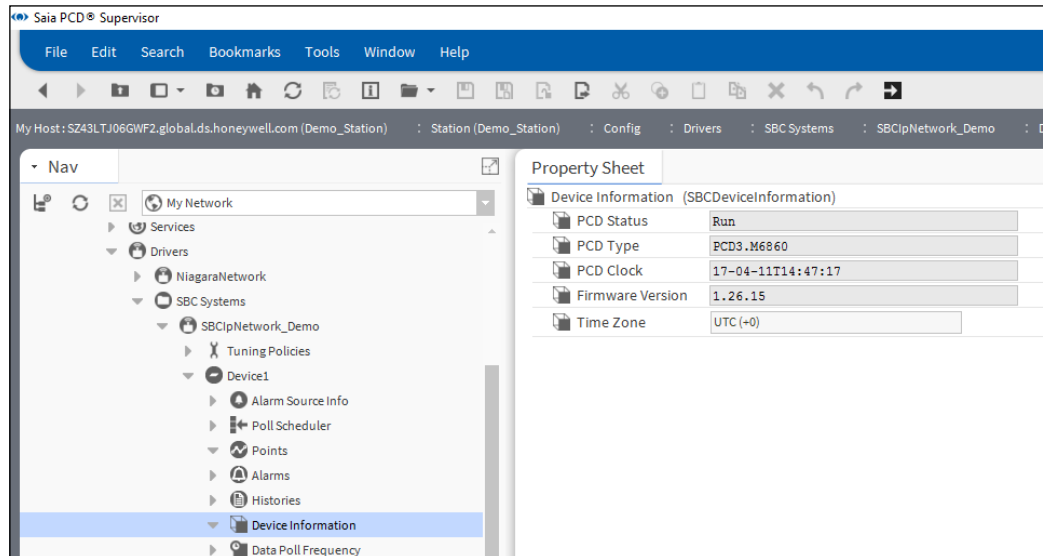 Saia PCD® Supervisor
File Edit Search Bookmarks Tools Window Help
My Host : SZ43LTJ06GWF2.global.ds.honeywell.com (Demo_Station) : Station (Demo_Station) : Config : Drivers : SBC Systems : SBCIpNetwork_Demo :
Nav
My Network
Services
Drivers
NiagaraNetwork
SBC Systems
SBCIpNetwork_Demo
Tuning Policies
Device1
Alarm Source Info
Poll Scheduler
Points
Alarms
Histories
Device Information
Data Poll Frequency
Property Sheet
Device Information (SBCDeviceInformation)
PCD Status Run
PCD Type PCD3.M6860
PCD Clock 17-04-11T14:47:17
Firmware Version 1.26.15
Time Zone UTC (+0)